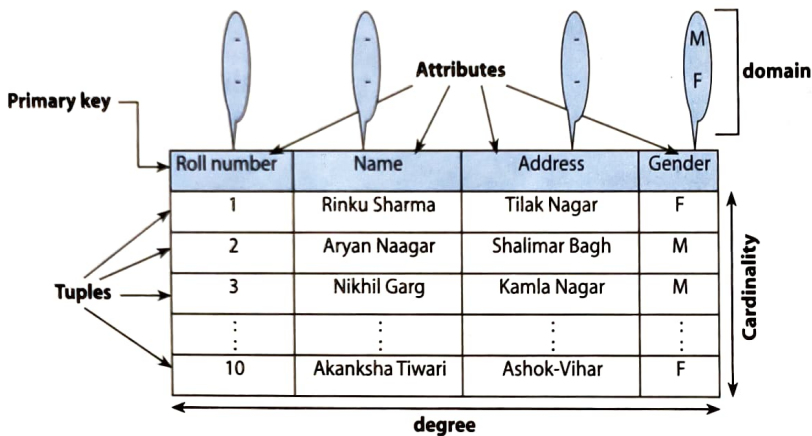 M
F
domain
Attributes
Primary key
Roll number Name Address Gender
1 Rinku Sharma Tilak Nagar F
2 Aryan Naagar Shalimar Bagh M
3 Nikhil Garg Kamla Nagar M
10 Akanksha Tiwari Ashok-Vihar F
Tuples
Cardinality
degree